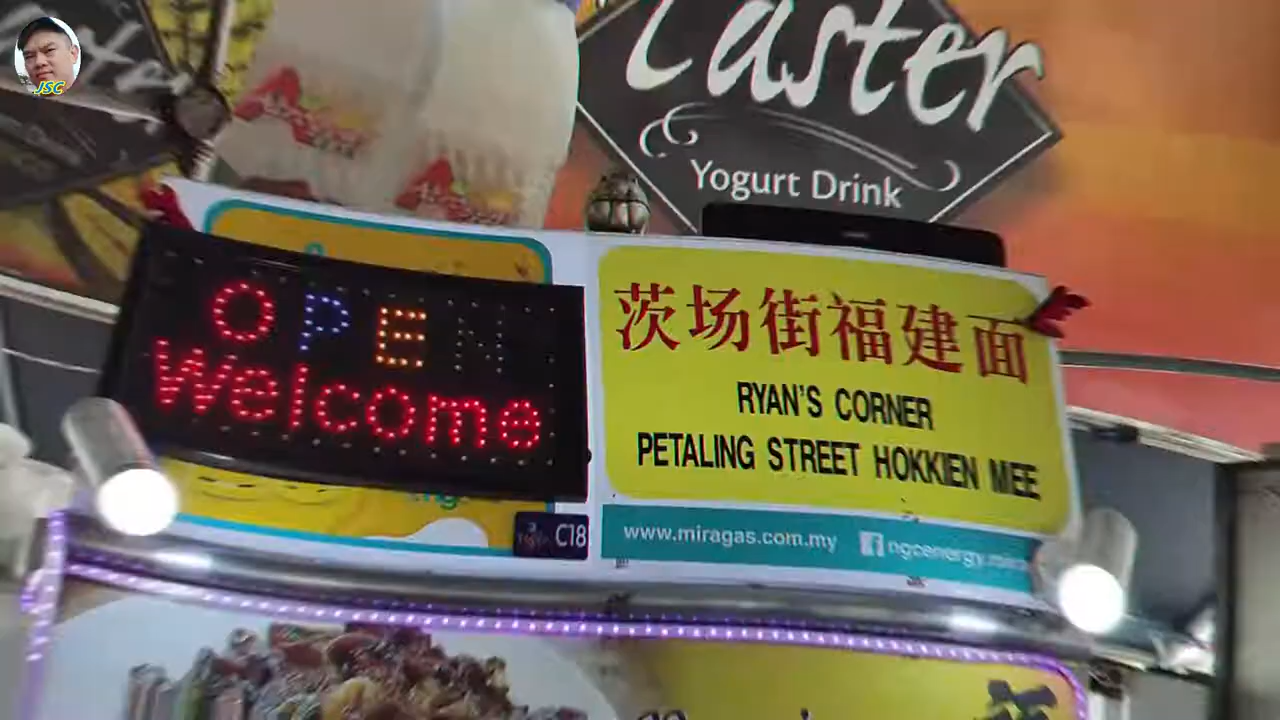 JSC
Taster
Yogurt Drink
OPEN
Welcome
茨场街福建面
RYAN'S CORNER
PETALING STREET HOKKIEN MEE
C18
www.miragas.com.my